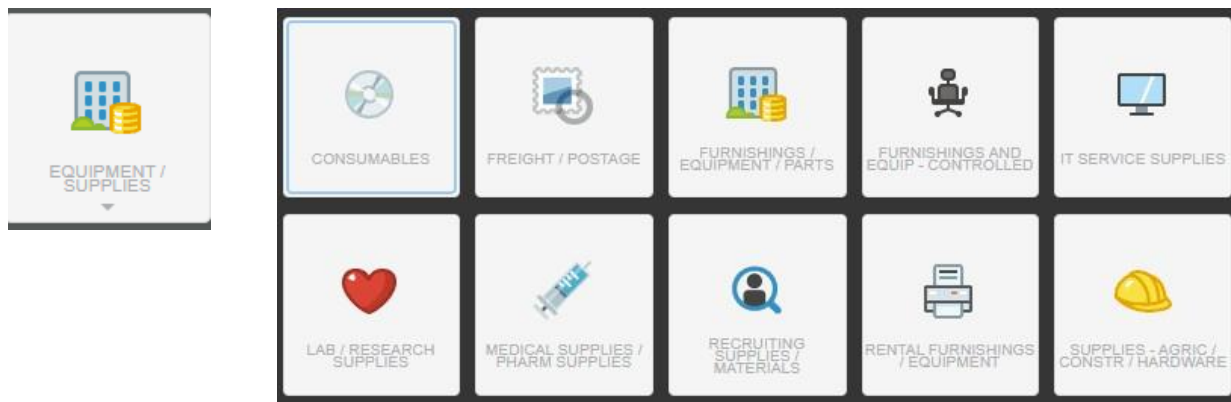 EQUIPMENT /
SUPPLIES
CONSUMABLES
FREIGHT / POSTAGE
FURNISHINGS /
EQUIPMENT / PARTS
FURNISHINGS AND
EQUIP - CONTROLLED
IT SERVICE SUPPLIES
LAB / RESEARCH
SUPPLIES
MEDICAL SUPPLIES /
PHARM SUPPLIES
RECRUITING
SUPPLIES /
MATERIALS
RENTAL FURNISHINGS
/ EQUIPMENT
SUPPLIES - AGRIC /
CONSTR / HARDWARE